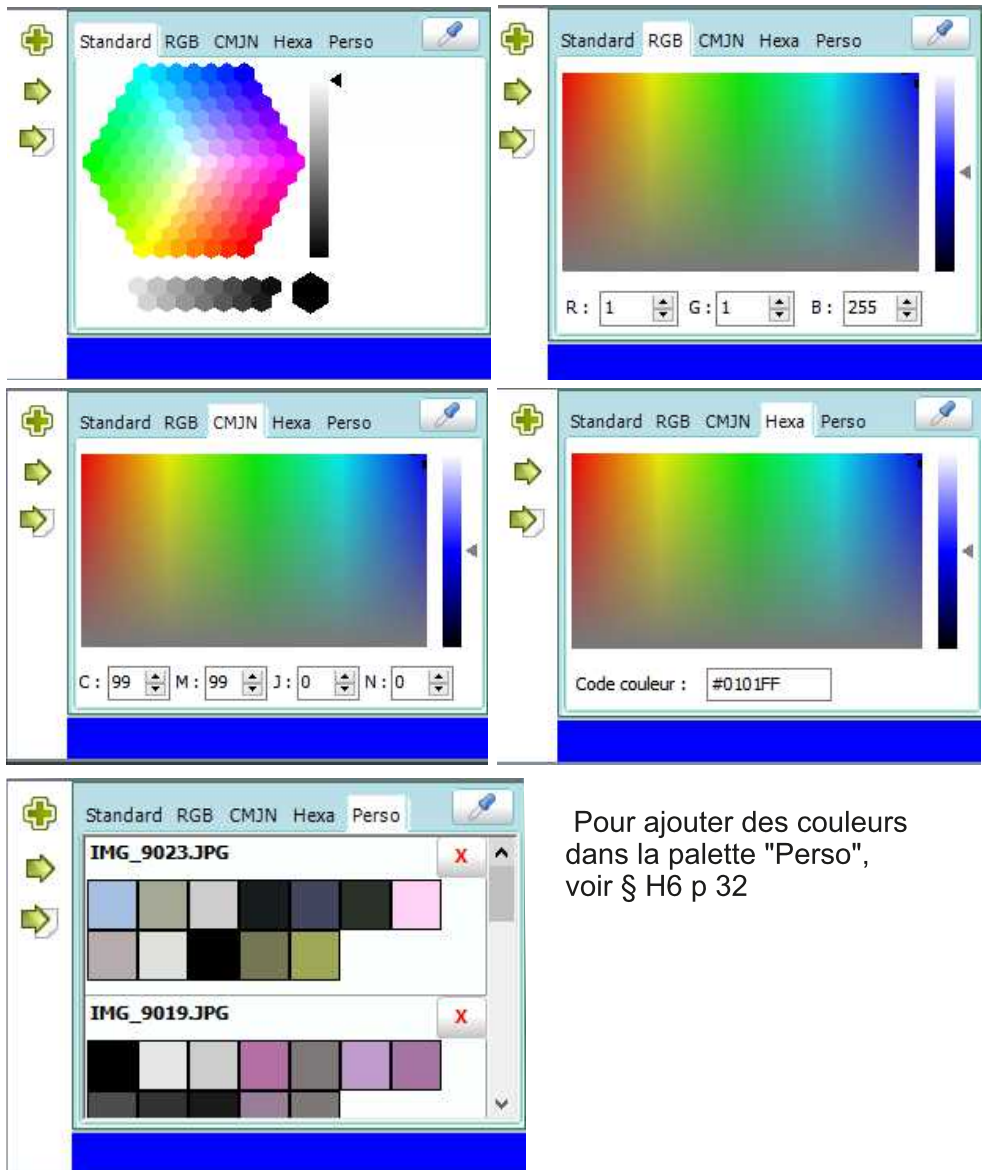 Standard RGB CMJN Hexa Perso
Standard RGB CMJN Hexa Perso
R : 1 G : 1 B : 255
Standard RGB CMJN Hexa Perso
C : 99 M : 99 J : 0 N : 0
Standard RGB CMJN Hexa Perso
Code couleur : #0101FF
Standard RGB CMJN Hexa Perso
IMG_9023.JPG X
IMG_9019.JPG X
Pour ajouter des couleurs
dans la palette "Perso",
voir § H6 p 32